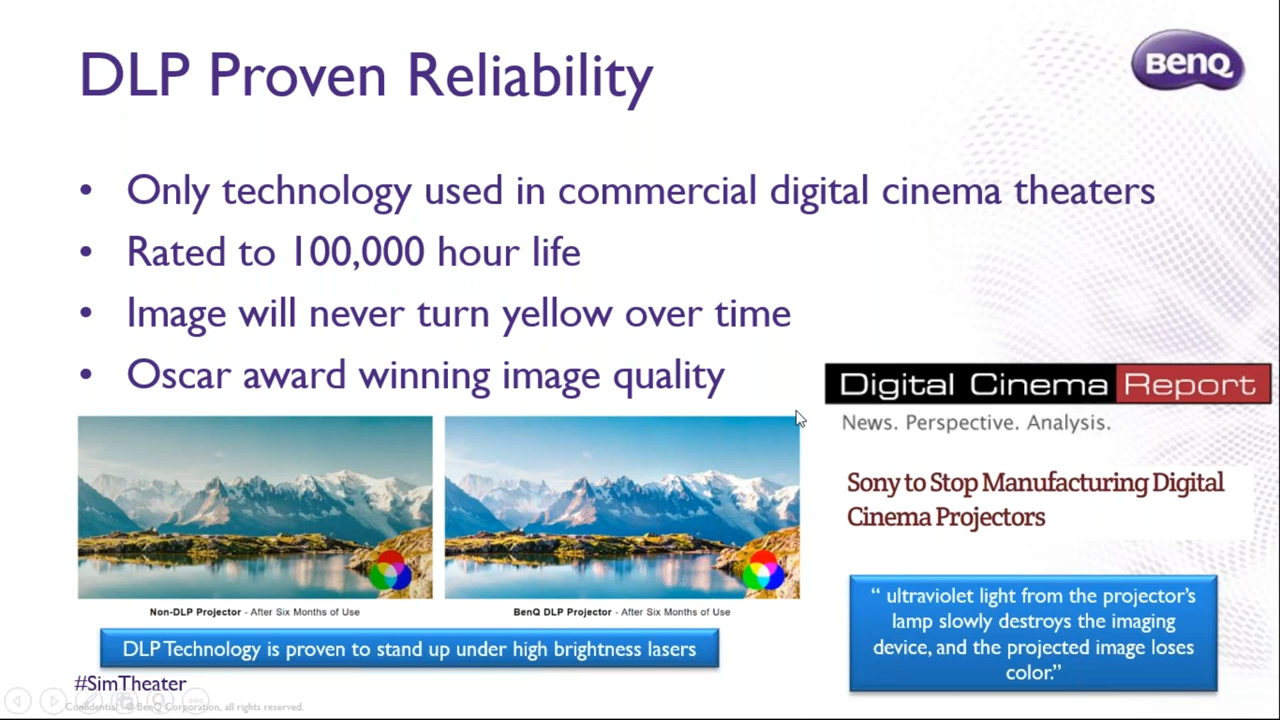 DLP Proven Reliability
BenQ
• Only technology used in commercial digital cinema theaters
• Rated to 100,000 hour life
• Image will never turn yellow over time
• Oscar award winning image quality
Digital Cinema Report
News. Perspective. Analysis.
Sony to Stop Manufacturing Digital
Cinema Projectors
Non-DLP Projector - After Six Months of Use
BenQ DLP Projector - After Six Months of Use
“ ultraviolet light from the projector’s
lamp slowly destroys the imaging
device, and the projected image loses
color.”
DLP Technology is proven to stand up under high brightness lasers
#SimTheater
Confidential © BenQ Corporation, all rights reserved.